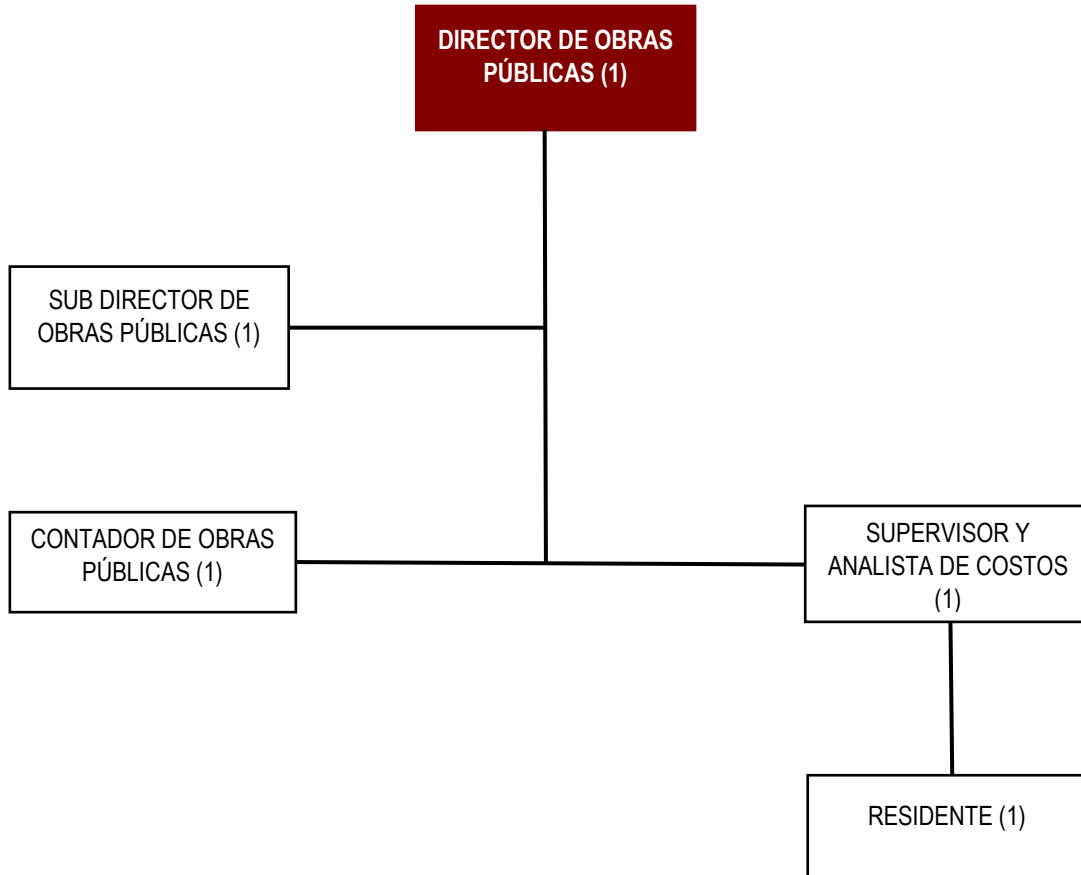 DIRECTOR DE OBRAS
PÚBLICAS (1)
SUB DIRECTOR DE
OBRAS PÚBLICAS (1)
CONTADOR DE OBRAS
PÚBLICAS (1)
SUPERVISOR Y
ANALISTA DE COSTOS
(1)
RESIDENTE (1)